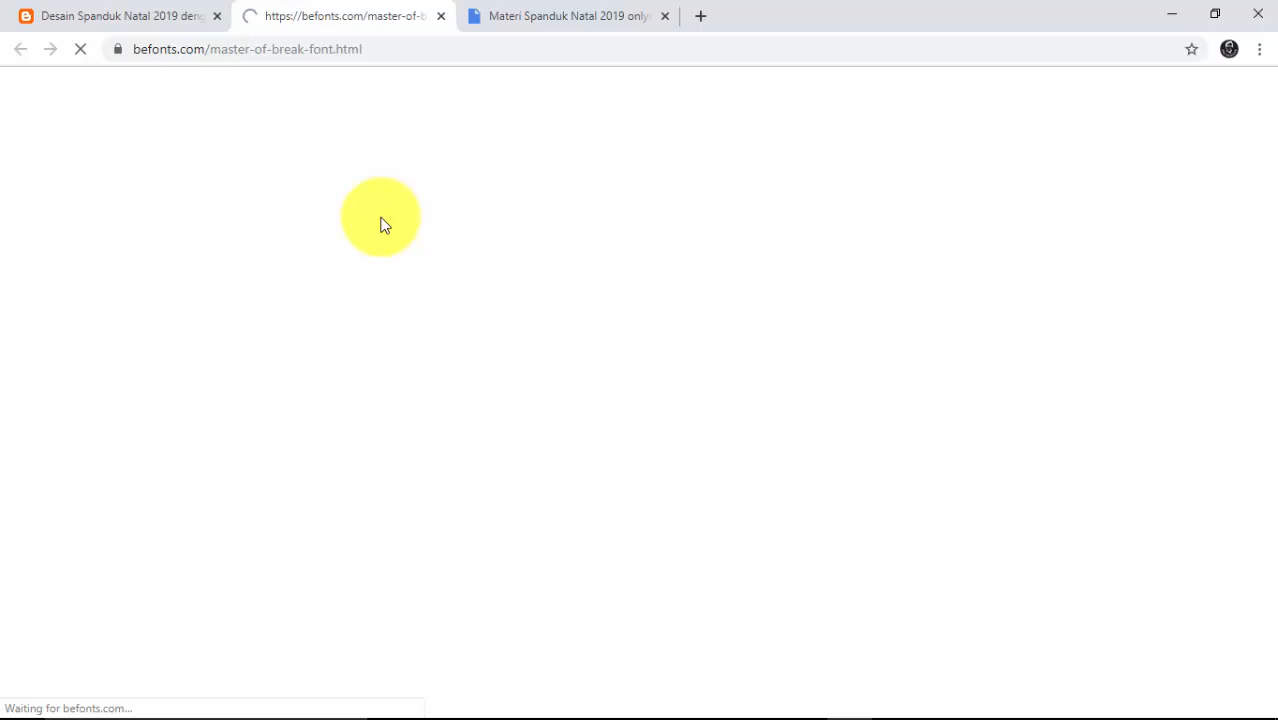 Desain Spanduk Natal 2019 deng
https://befonts.com/master-of-b
Materi Spanduk Natal 2019 only
befonts.com/master-of-break-font.html
Waiting for befonts.com...